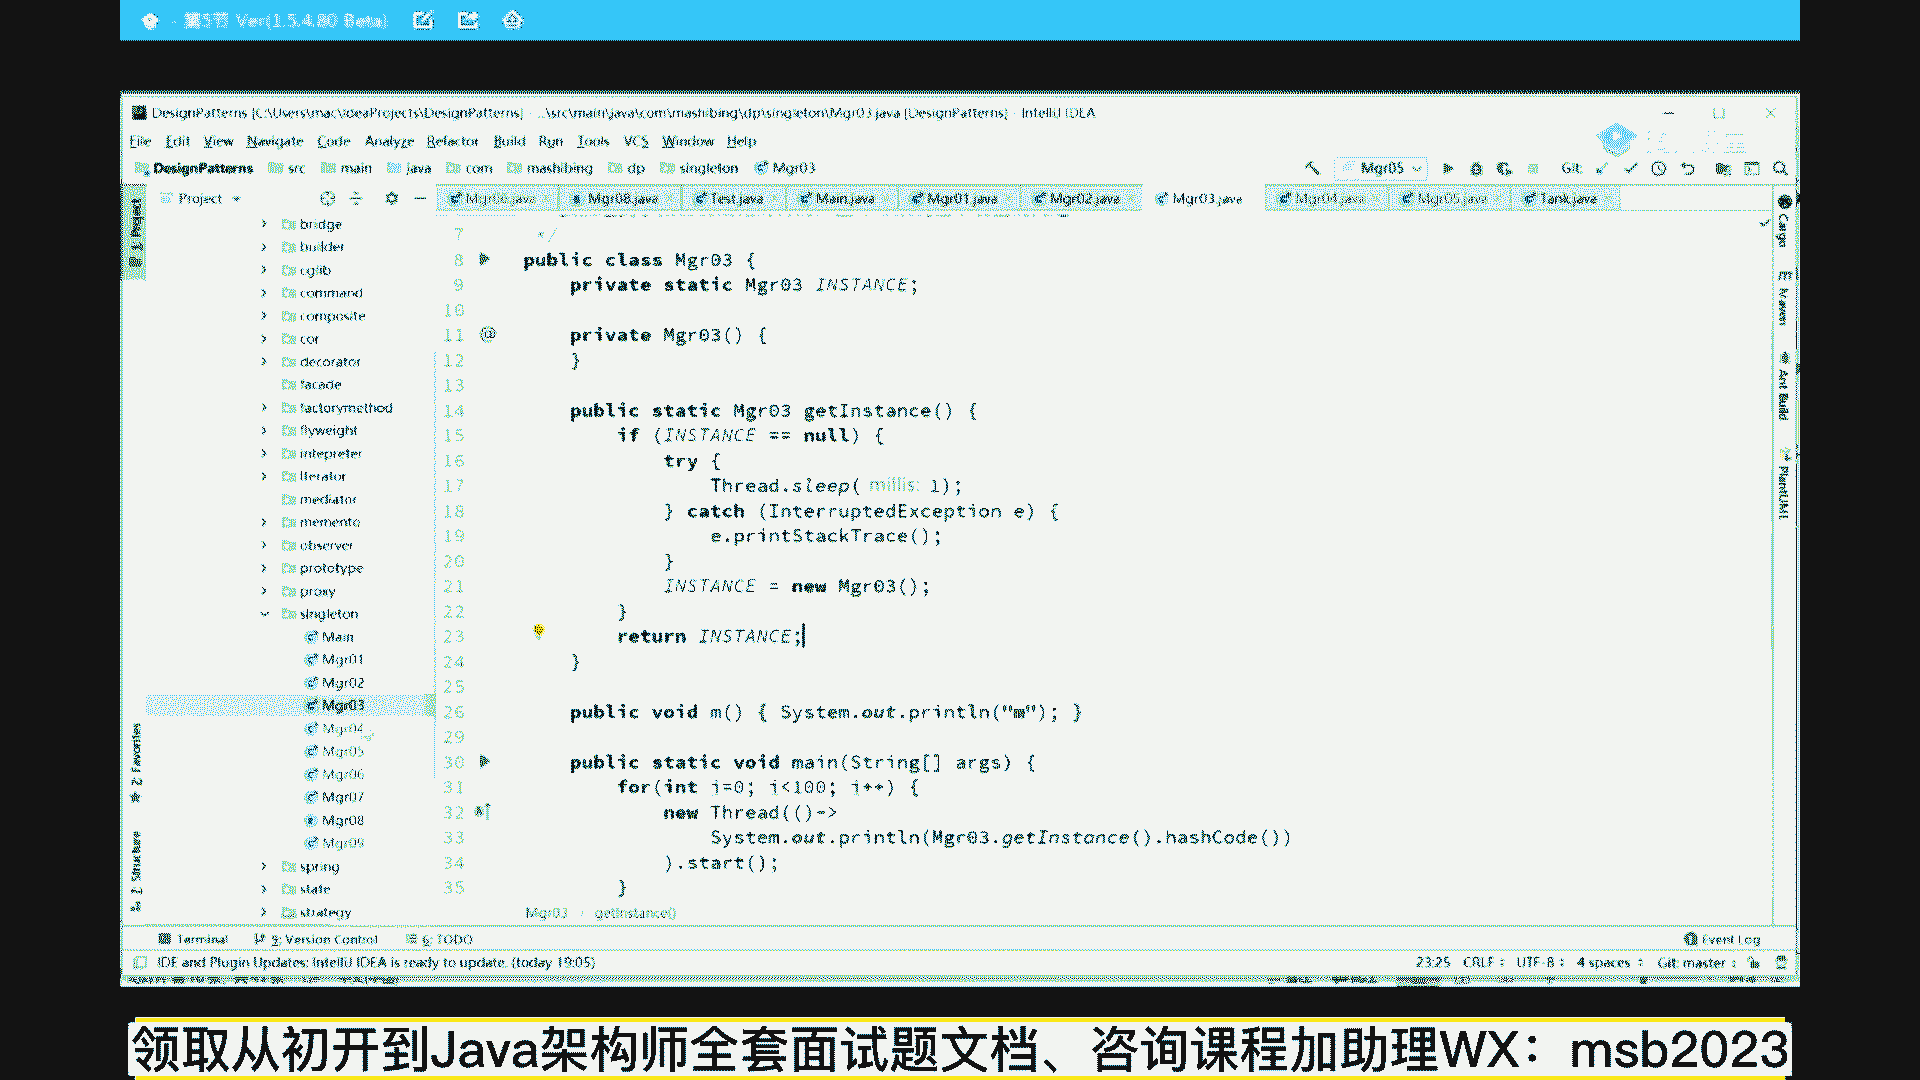 第5节 Ver(1.5.4.80 Beta)
DesignPatterns [C:\Users\mac\IdeaProjects\DesignPatterns] - ...\src\main\java\com\mashibing\dp\singleton\Mgr03.java [DesignPatterns] - IntelliJ IDEA
File Edit View Navigate Code Analyze Refactor Build Run Tools VCS Window Help
DesignPatterns src main java com mashibing dp singleton Mgr03
Mgr05 Git:
Project
Mgr08.java Test.java Main.java Mgr01.java Mgr02.java Mgr03.java Mgr04.java Mgr05.java Tank.java
1: Project
bridge
builder
cglib
command
composite
cor
decorator
facade
factorymethod
flyweight
intepreter
iterator
mediator
memento
observer
prototype
proxy
singleton
Main
Mgr01
Mgr02
Mgr03
Mgr04
Mgr05
Mgr06
Mgr07
Mgr08
Mgr09
spring
state
strategy
2: Favorites
7: Structure
7 */
8 public class Mgr03 {
9 private static Mgr03 INSTANCE;
10
11 @ private Mgr03() {
12 }
13
14 public static Mgr03 getInstance() {
15 if (INSTANCE == null) {
16 try {
17 Thread.sleep( millis: 1);
18 } catch (InterruptedException e) {
19 e.printStackTrace();
20 }
21 INSTANCE = new Mgr03();
22 }
23 return INSTANCE;
24 }
25
26 public void m() { System.out.println("m"); }
29
30 public static void main(String[] args) {
31 for(int i=0; i<100; i++) {
32 new Thread(()->
33 System.out.println(Mgr03.getInstance().hashCode())
34 ).start();
35 }
Mgr03 › getInstance()
Cargo
Maven
Ant Build
PlantUML
Terminal 9: Version Control 6: TODO
Event Log
IDE and Plugin Updates: IntelliJ IDEA is ready to update. (today 19:05)
23:25 CRLF UTF-8 4 spaces Git: master
领取从初开到Java架构师全套面试题文档、咨询课程加助理WX：msb2023